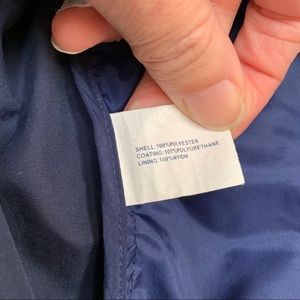 SHELL:100%POLYESTER
COATING:100%POLYURETHANE
LINING:100%NYLON